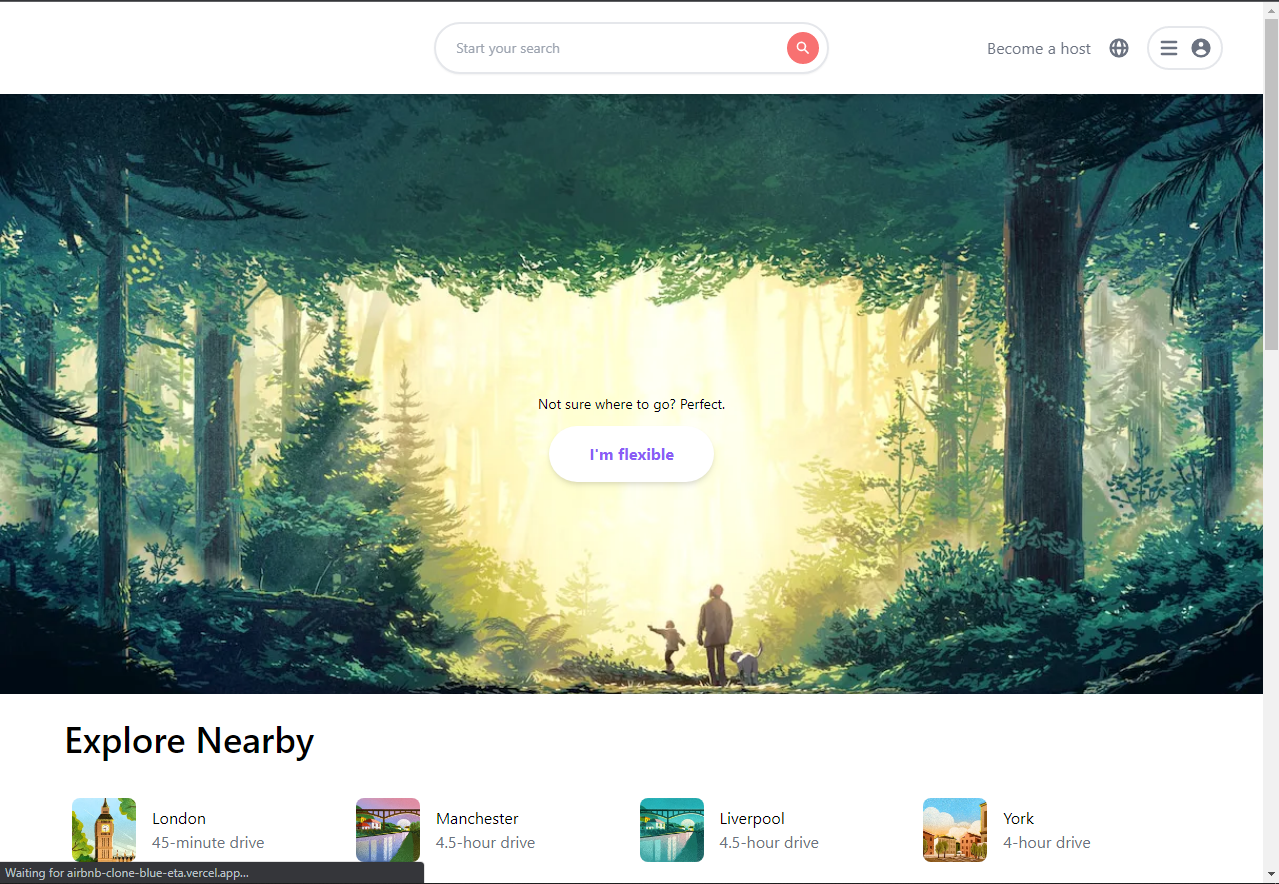 Start your search
Become a host
Not sure where to go? Perfect.
I'm flexible
Explore Nearby
London
45-minute drive
Manchester
4.5-hour drive
Liverpool
4.5-hour drive
York
4-hour drive
Waiting for airbnb-clone-blue-eta.vercel.app...